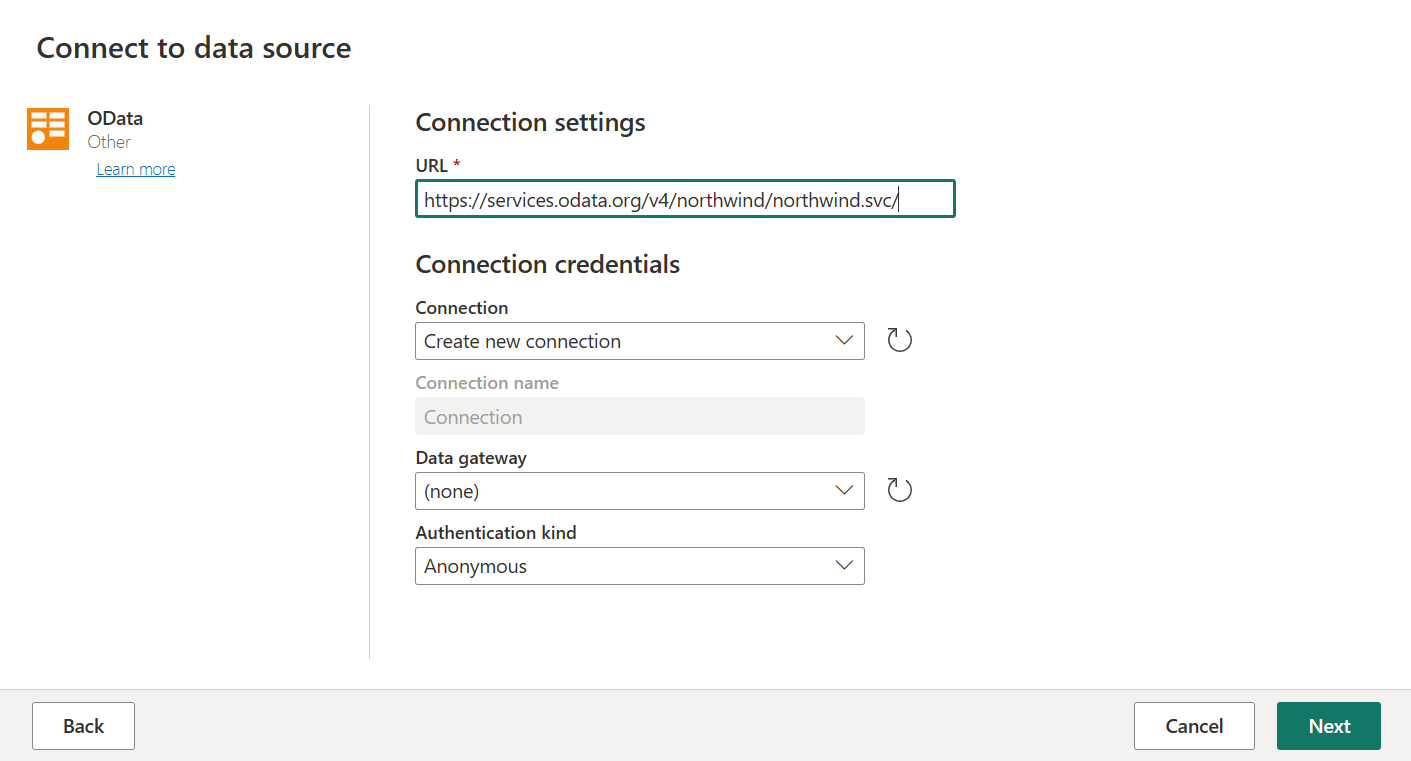 Connect to data source
OData
Other
Learn more
Connection settings
URL *
https://services.odata.org/v4/northwind/northwind.svc/
Connection credentials
Connection
Create new connection
Connection name
Connection
Data gateway
(none)
Authentication kind
Anonymous
Back
Cancel
Next